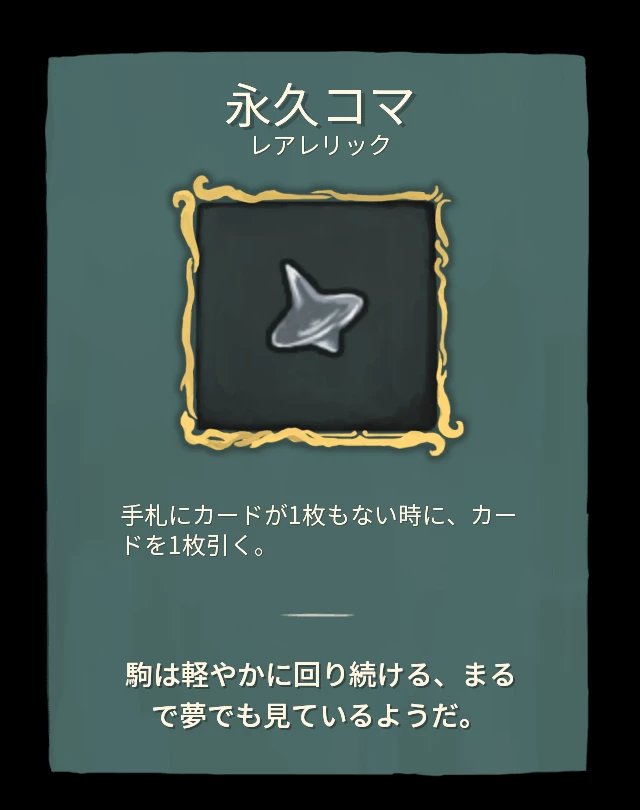 永久コマ
レアレリック
手札にカードが1枚もない時に、カー
ドを1枚引く。
駒は軽やかに回り続ける、まる
で夢でも見ているようだ。